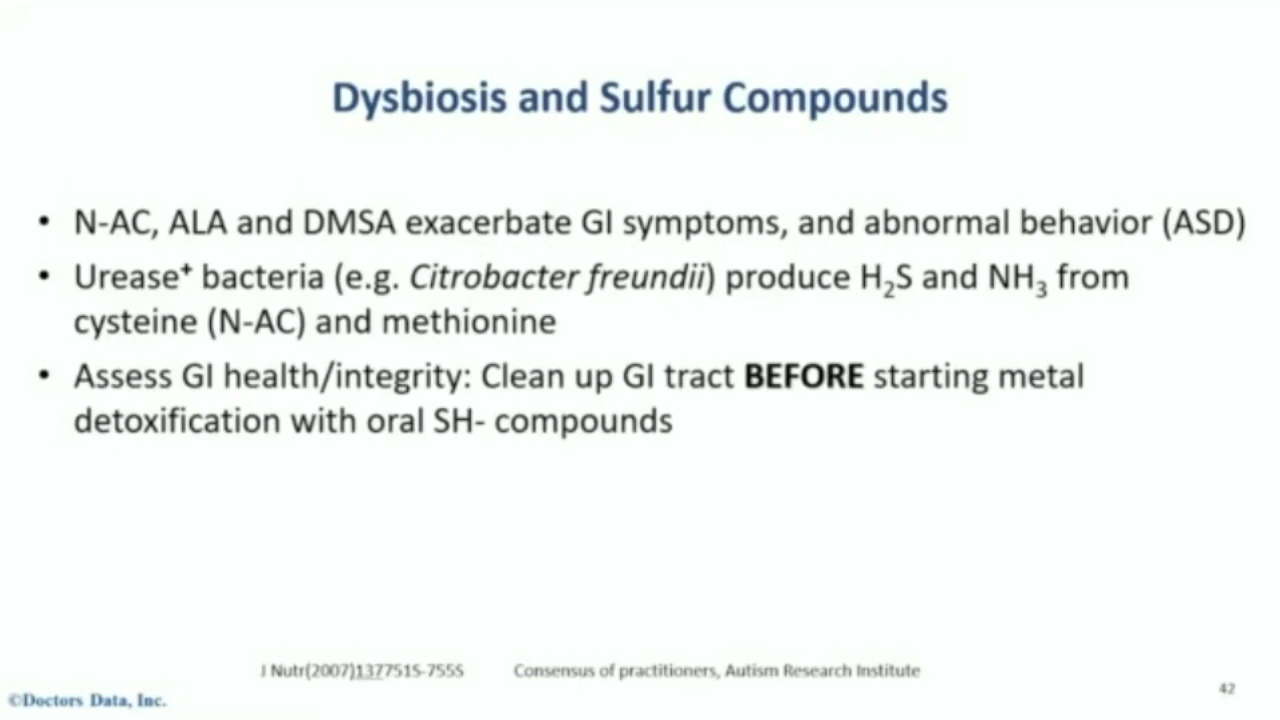 Dysbiosis and Sulfur Compounds
• N-AC, ALA and DMSA exacerbate GI symptoms, and abnormal behavior (ASD)
• Urease⁺ bacteria (e.g. Citrobacter freundii) produce H₂S and NH₃ from
cysteine (N-AC) and methionine
• Assess GI health/integrity: Clean up GI tract BEFORE starting metal
detoxification with oral SH- compounds
J Nutr(2007)137751S-755S Consensus of practitioners, Autism Research Institute
©Doctors Data, Inc.
42